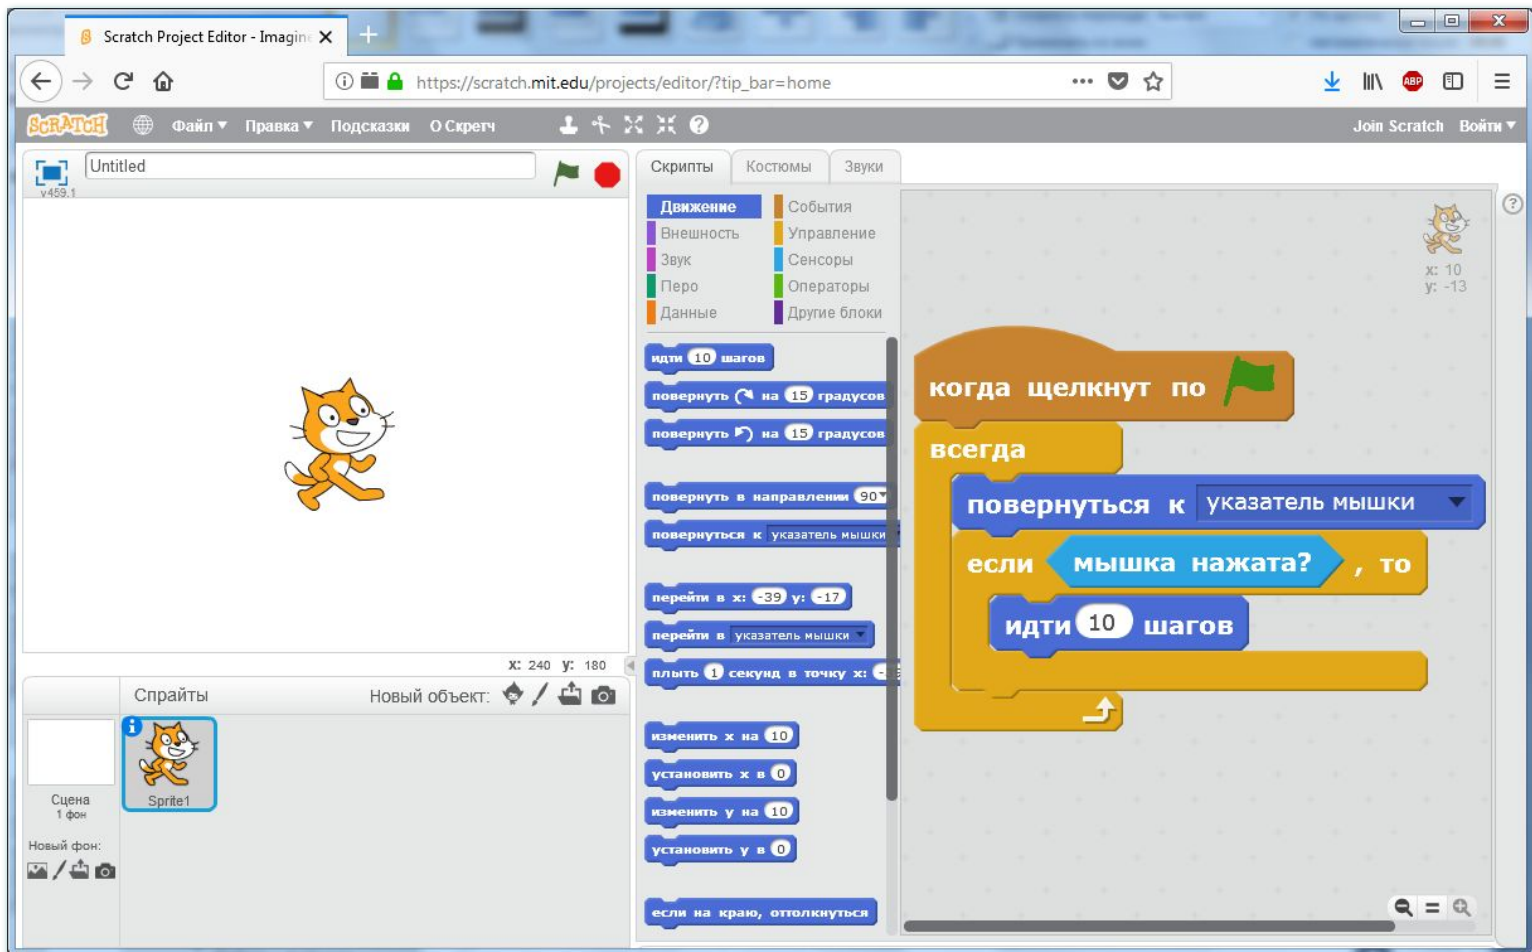 Scratch Project Editor - Imagine
https://scratch.mit.edu/projects/editor/?tip_bar=home
ABP
SCRATCH
Файл
Правка
Подсказки
О Скретч
Join Scratch
Войти
Untitled
v459.1
X: 240 y: 180
Спрайты
Новый объект:
Сцена
1 фон
Новый фон:
Sprite1
Скрипты
Костюмы
Звуки
Движение
Внешность
Звук
Перо
Данные
События
Управление
Сенсоры
Операторы
Другие блоки
идти 10 шагов
повернуть на 15 градусов
повернуть на 15 градусов
повернуть в направлении 90
повернуться к указатель мышки
перейти в x: -39 y: -17
перейти в указатель мышки
плыть 1 секунд в точку x:
изменить x на 10
установить x в 0
изменить y на 10
установить y в 0
если на краю, оттолкнуться
x: 10
y: -13
когда щелкнут по
всегда
повернуться к указатель мышки
если мышка нажата? , то
идти 10 шагов